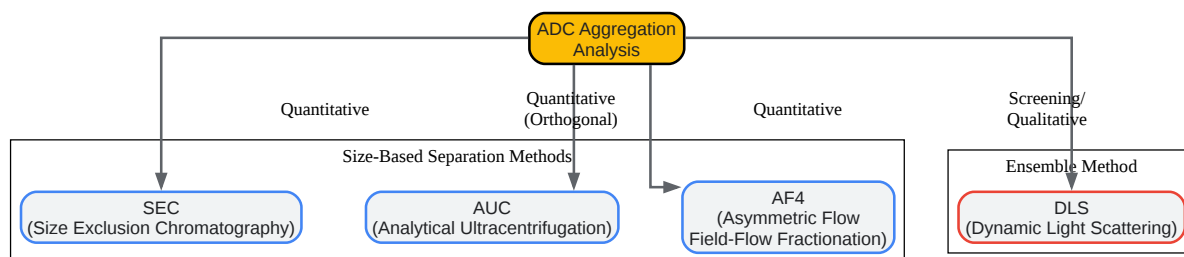 ADC Aggregation
Analysis
Quantitative
Quantitative
(Orthogonal)
Quantitative
Screening/
Qualitative
Size-Based Separation Methods
Ensemble Method
SEC
(Size Exclusion Chromatography)
AUC
(Analytical Ultracentrifugation)
AF4
(Asymmetric Flow
Field-Flow Fractionation)
DLS
(Dynamic Light Scattering)